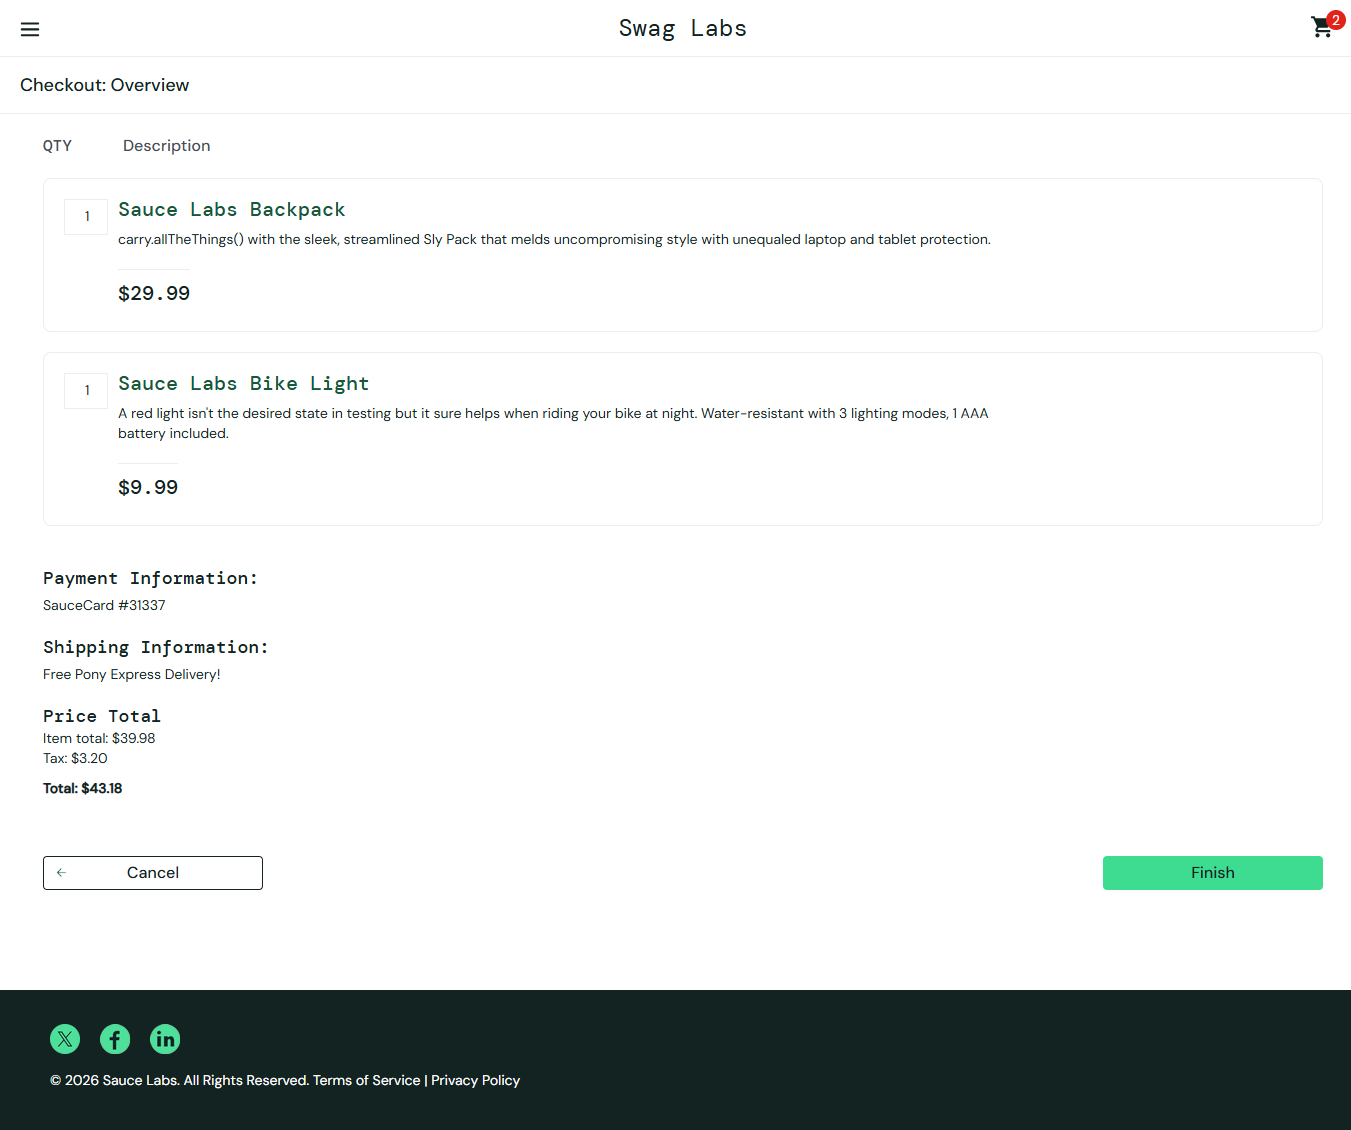 Swag Labs
2
Checkout: Overview
QTY Description
1
Sauce Labs Backpack
carry.allTheThings() with the sleek, streamlined Sly Pack that melds uncompromising style with unequaled laptop and tablet protection.
$29.99
1
Sauce Labs Bike Light
A red light isn't the desired state in testing but it sure helps when riding your bike at night. Water-resistant with 3 lighting modes, 1 AAA
battery included.
$9.99
Payment Information:
SauceCard #31337
Shipping Information:
Free Pony Express Delivery!
Price Total
Item total: $39.98
Tax: $3.20
Total: $43.18
Cancel
Finish
© 2026 Sauce Labs. All Rights Reserved. Terms of Service | Privacy Policy